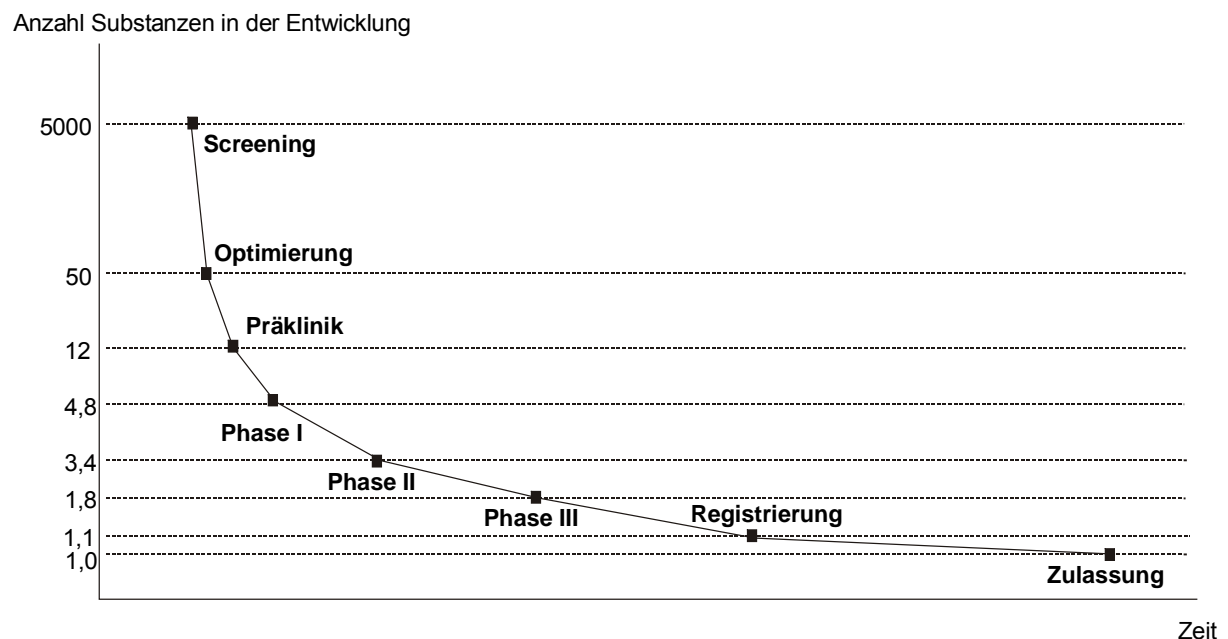 Anzahl Substanzen in der Entwicklung
5000
Screening
Optimierung
50
Präklinik
12
4,8
Phase I
3,4
Phase II
1,8
Phase III
Registrierung
1,1
1,0
Zulassung
Zeit